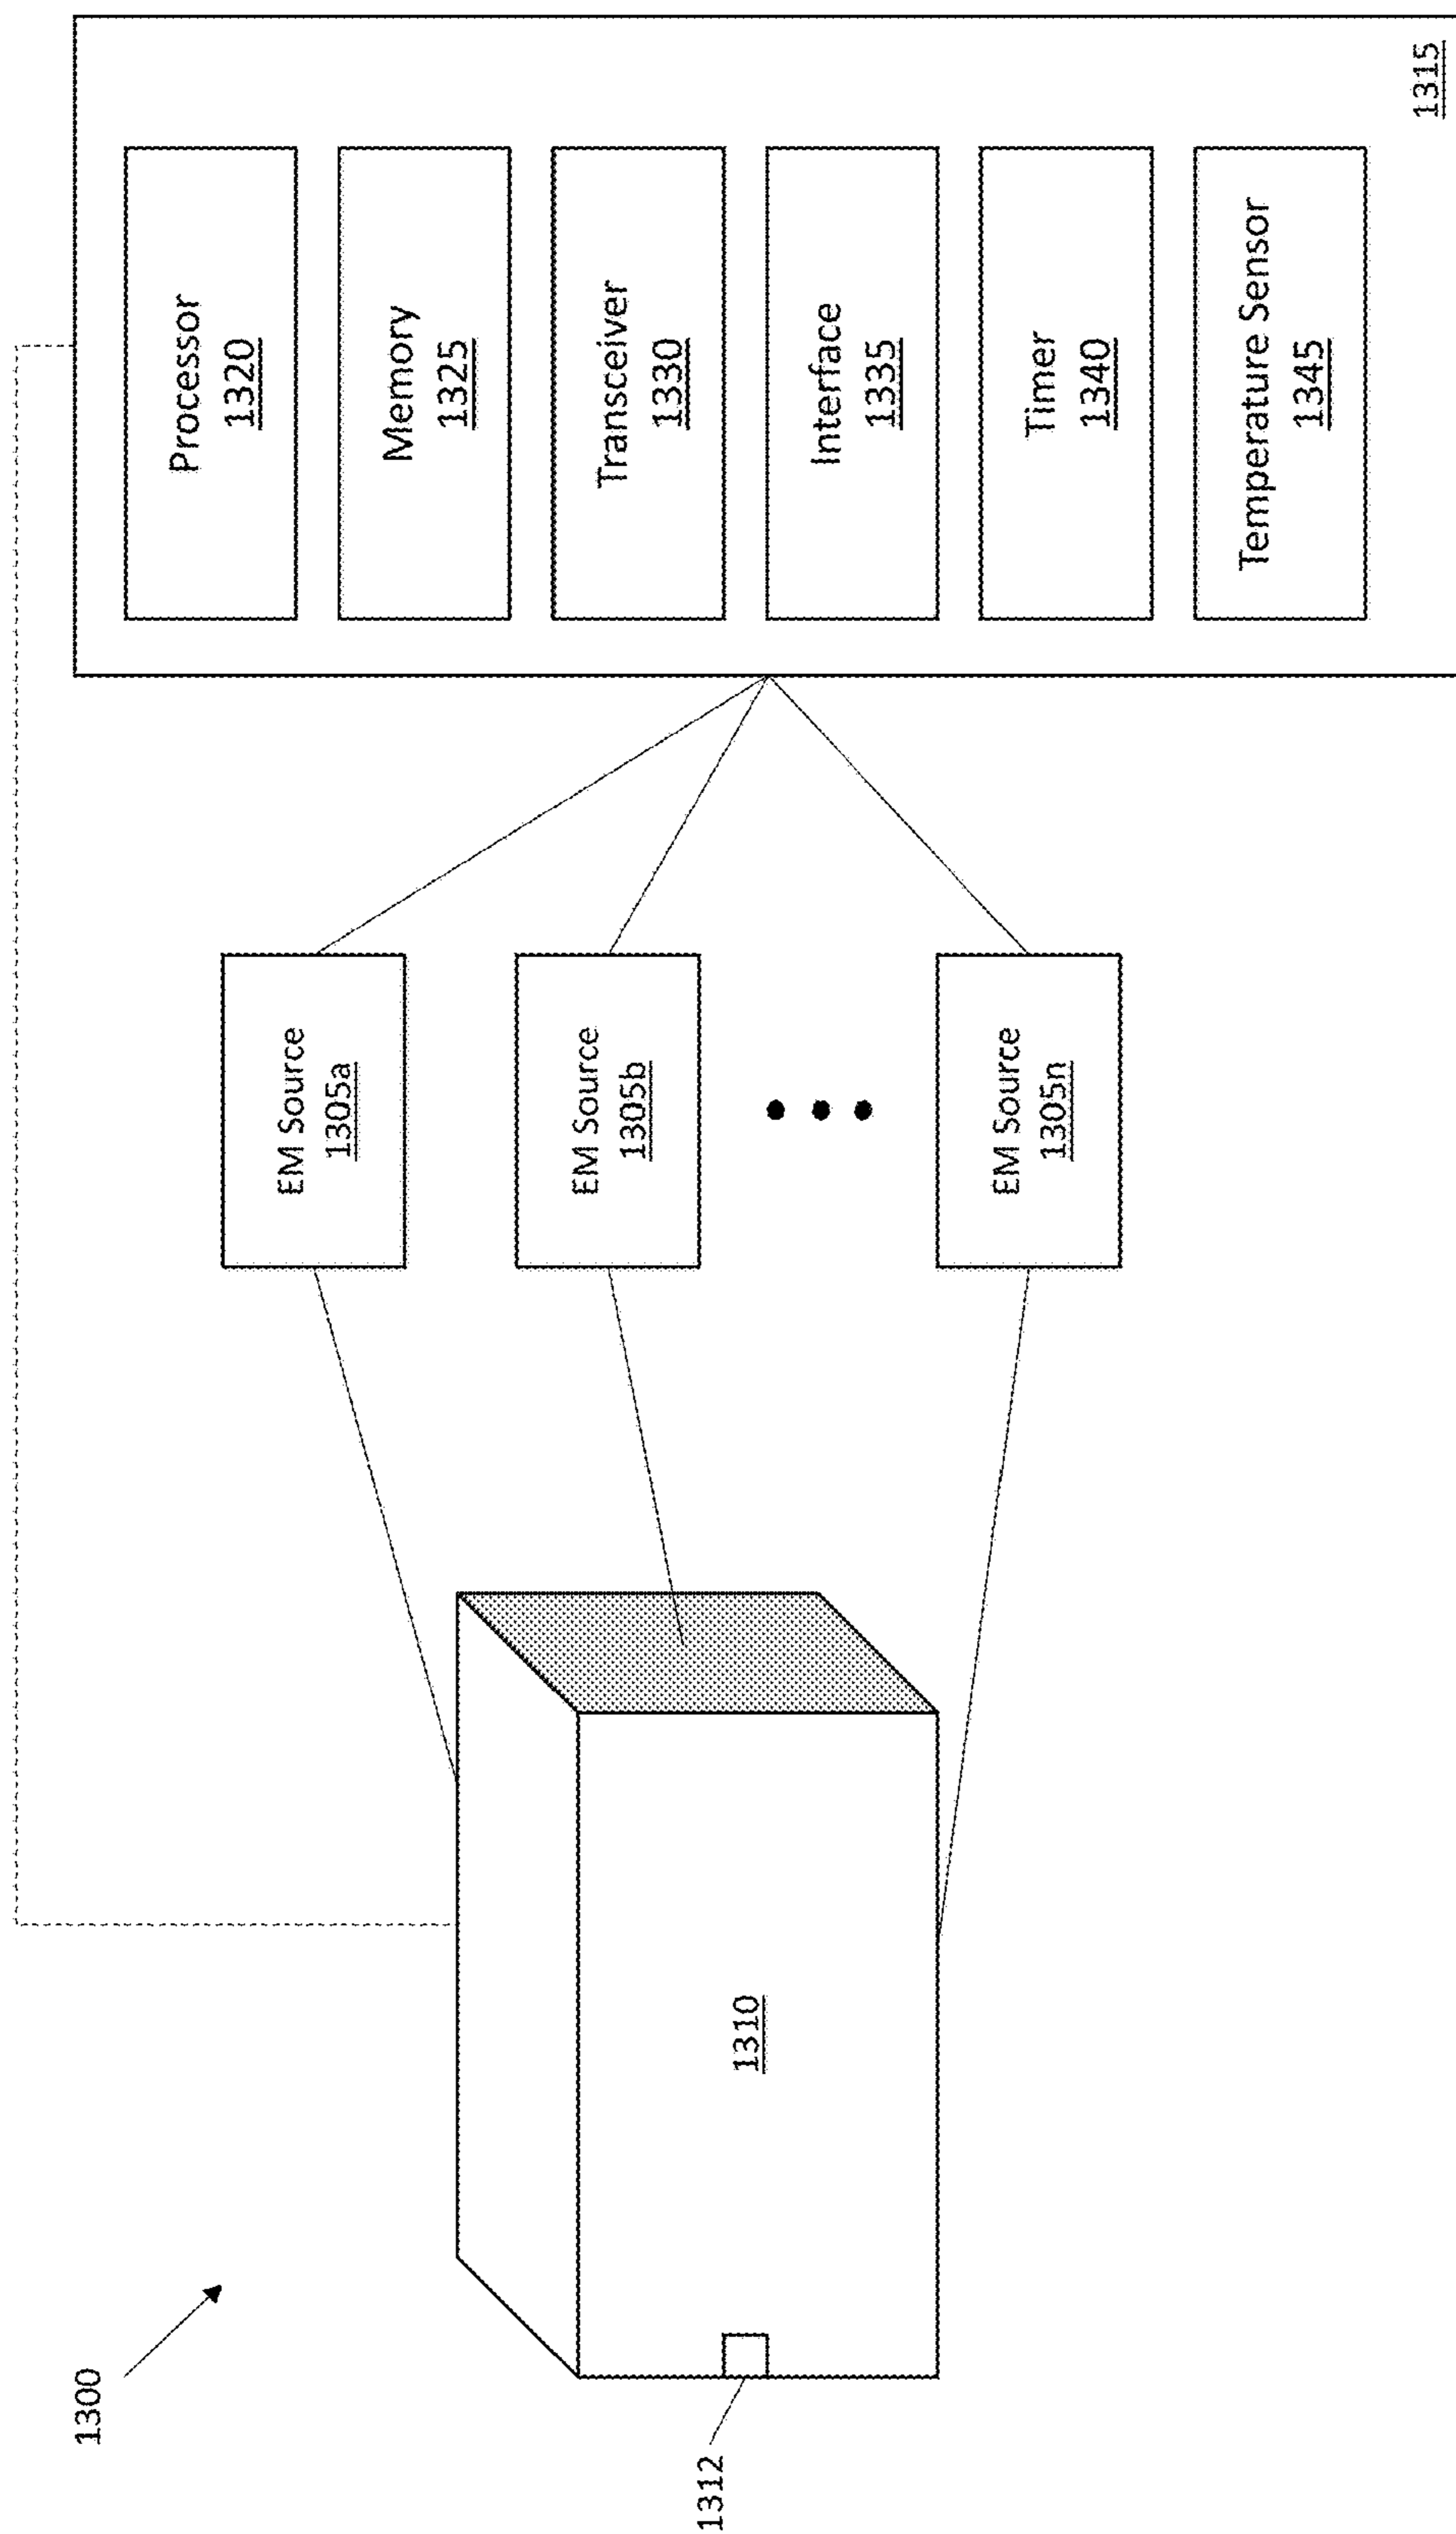 1300
1312
1310
EM Source
1305a
EM Source
1305b
EM Source
1305n
Processor
1320
Memory
1325
Transceiver
1330
Interface
1335
Timer
1340
Temperature Sensor
1345
1315